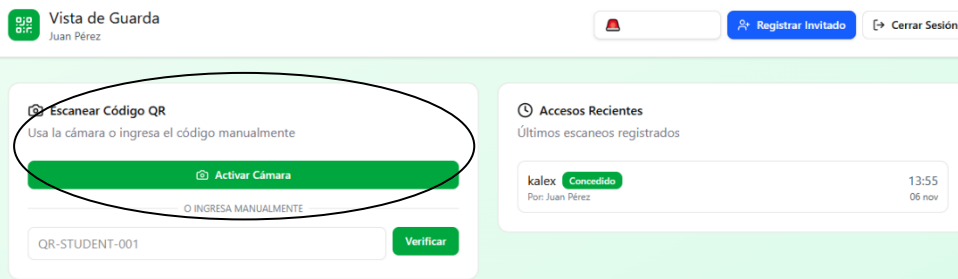 Vista de Guarda
Juan Pérez
Registrar Invitado
Cerrar Sesión
Escanear Código QR
Usa la cámara o ingresa el código manualmente
Activar Cámara
O INGRESA MANUALMENTE
QR-STUDENT-001
Verificar
Accesos Recientes
Últimos escaneos registrados
kalex Concedido 13:55
Por: Juan Pérez 06 nov